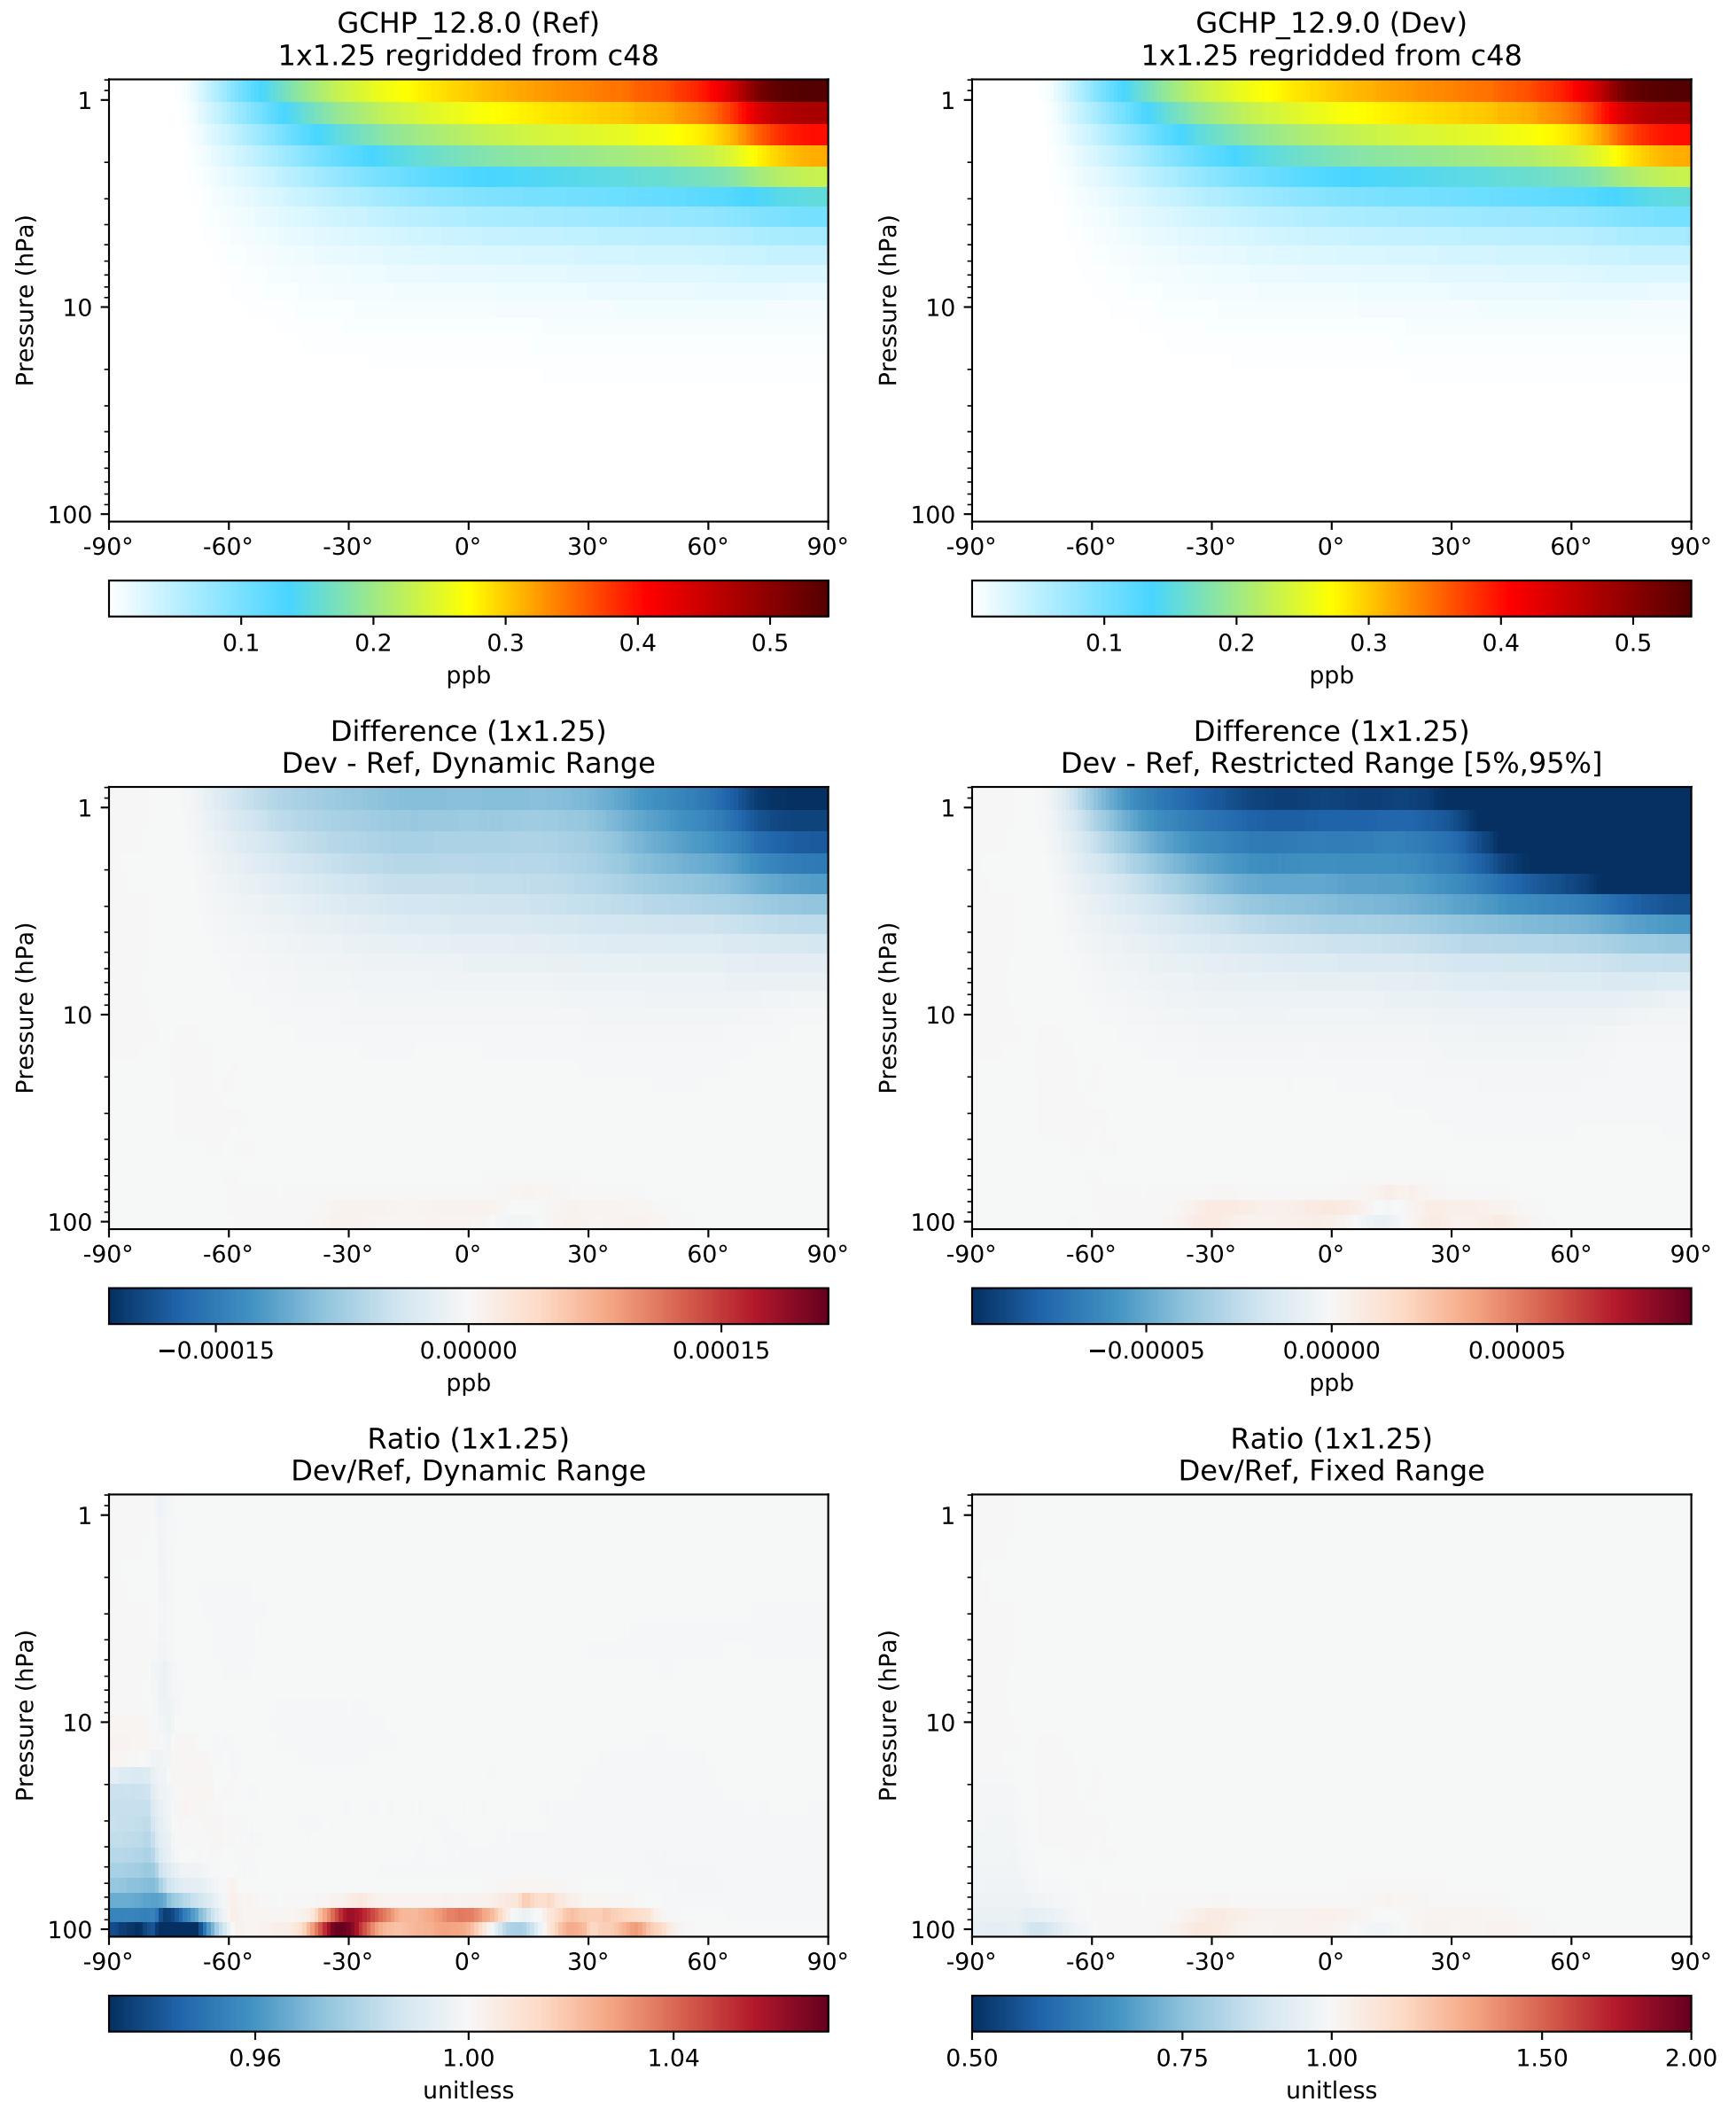 GCHP_12.8.0 (Ref)
1x1.25 regridded from c48
Pressure (hPa)
1
10
100
-90° -60° -30° 0° 30° 60° 90°
0.1 0.2 0.3 0.4 0.5
ppb
GCHP_12.9.0 (Dev)
1x1.25 regridded from c48
Pressure (hPa)
1
10
100
-90° -60° -30° 0° 30° 60° 90°
0.1 0.2 0.3 0.4 0.5
ppb
Difference (1x1.25)
Dev - Ref, Dynamic Range
Pressure (hPa)
1
10
100
-90° -60° -30° 0° 30° 60° 90°
−0.00015 0.00000 0.00015
ppb
Difference (1x1.25)
Dev - Ref, Restricted Range [5%,95%]
Pressure (hPa)
1
10
100
-90° -60° -30° 0° 30° 60° 90°
−0.00005 0.00000 0.00005
ppb
Ratio (1x1.25)
Dev/Ref, Dynamic Range
Pressure (hPa)
1
10
100
-90° -60° -30° 0° 30° 60° 90°
0.96 1.00 1.04
unitless
Ratio (1x1.25)
Dev/Ref, Fixed Range
Pressure (hPa)
1
10
100
-90° -60° -30° 0° 30° 60° 90°
0.50 0.75 1.00 1.50 2.00
unitless